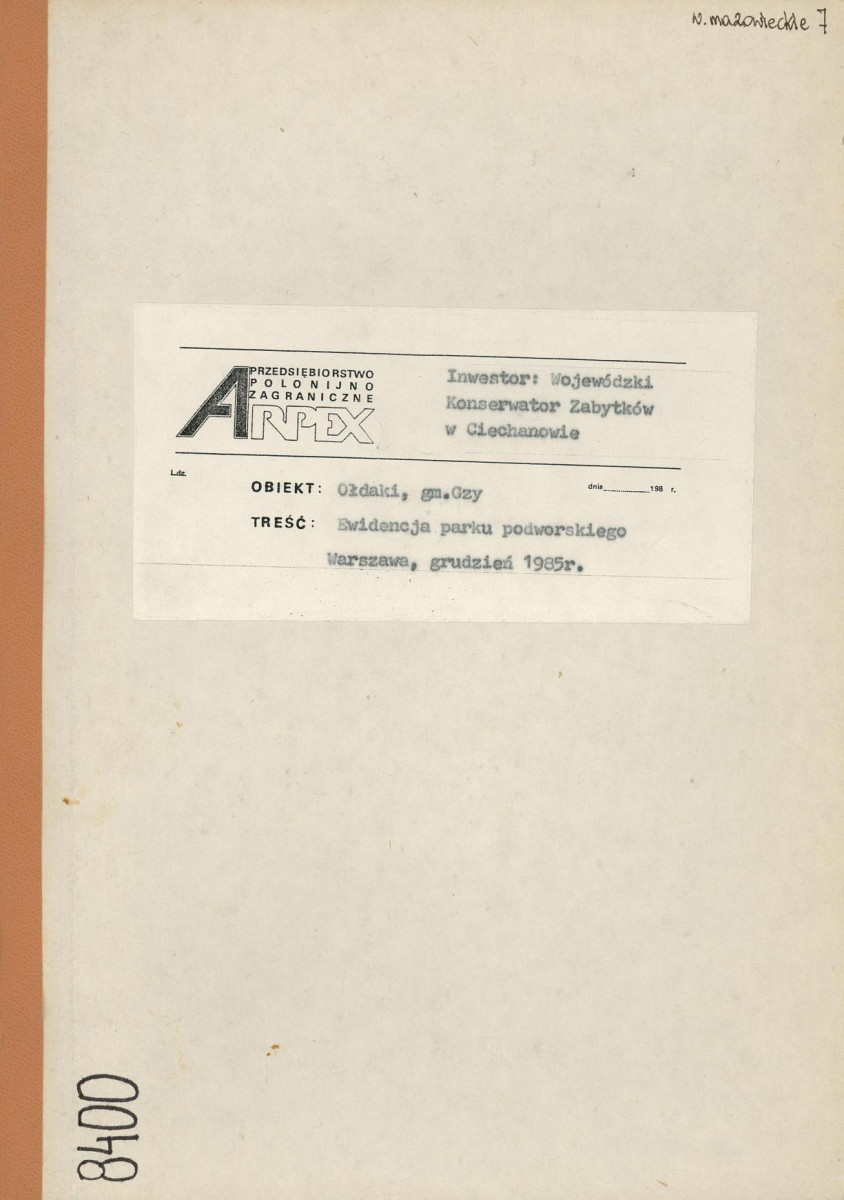 w. mazowieckie 7
PRZEDSIĘBIORSTWO
POLONIJNO
ZAGRANICZNE
ARPEX
Inwestor: Wojewódzki
Konserwator Zabytków
w Ciechanowie
L.dz.
OBIEKT: Ołdaki, gm.Gzy
dnia 198 r.
TREŚĆ: Ewidencja parku podworskiego
Warszawa, grudzień 1985r.
8400